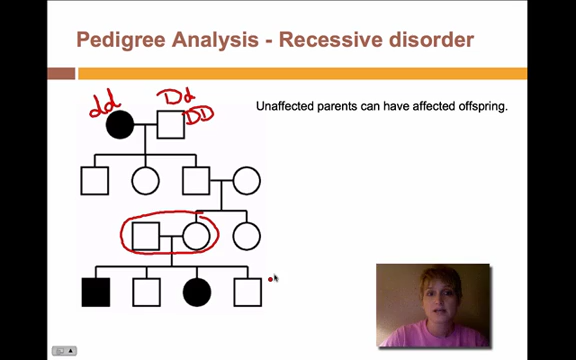 Pedigree Analysis - Recessive disorder
Unaffected parents can have affected offspring.
dd
Dd
DD